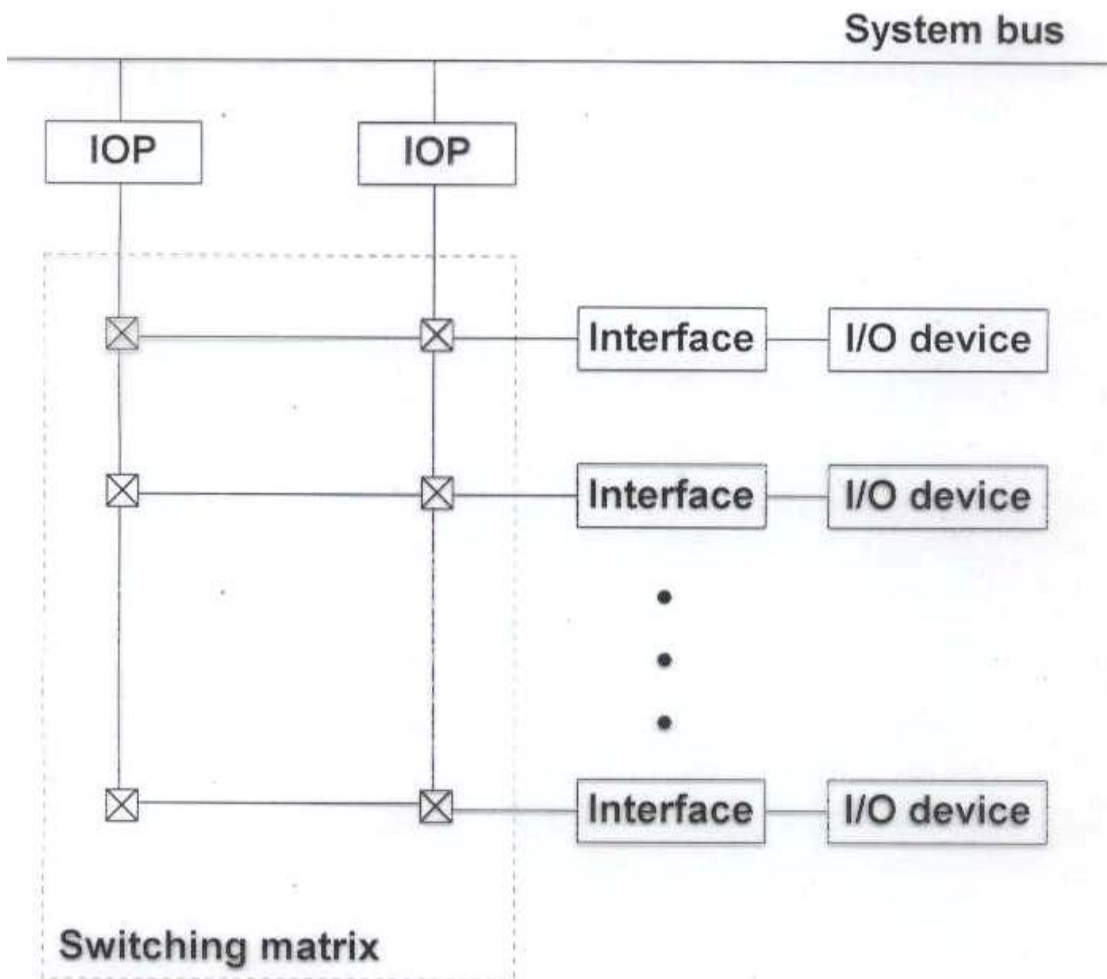 System bus
IOP
IOP
Interface
I/O device
Interface
I/O device
Interface
I/O device
Switching matrix